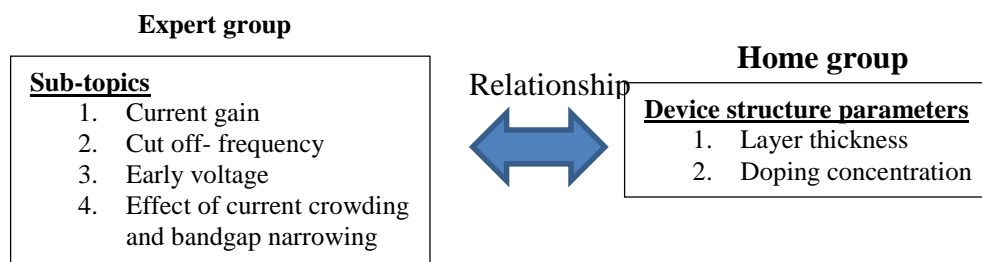 Expert group
Sub-topics
1. Current gain
2. Cut off- frequency
3. Early voltage
4. Effect of current crowding
and bandgap narrowing
Relationship
Home group
Device structure parameters
1. Layer thickness
2. Doping concentration